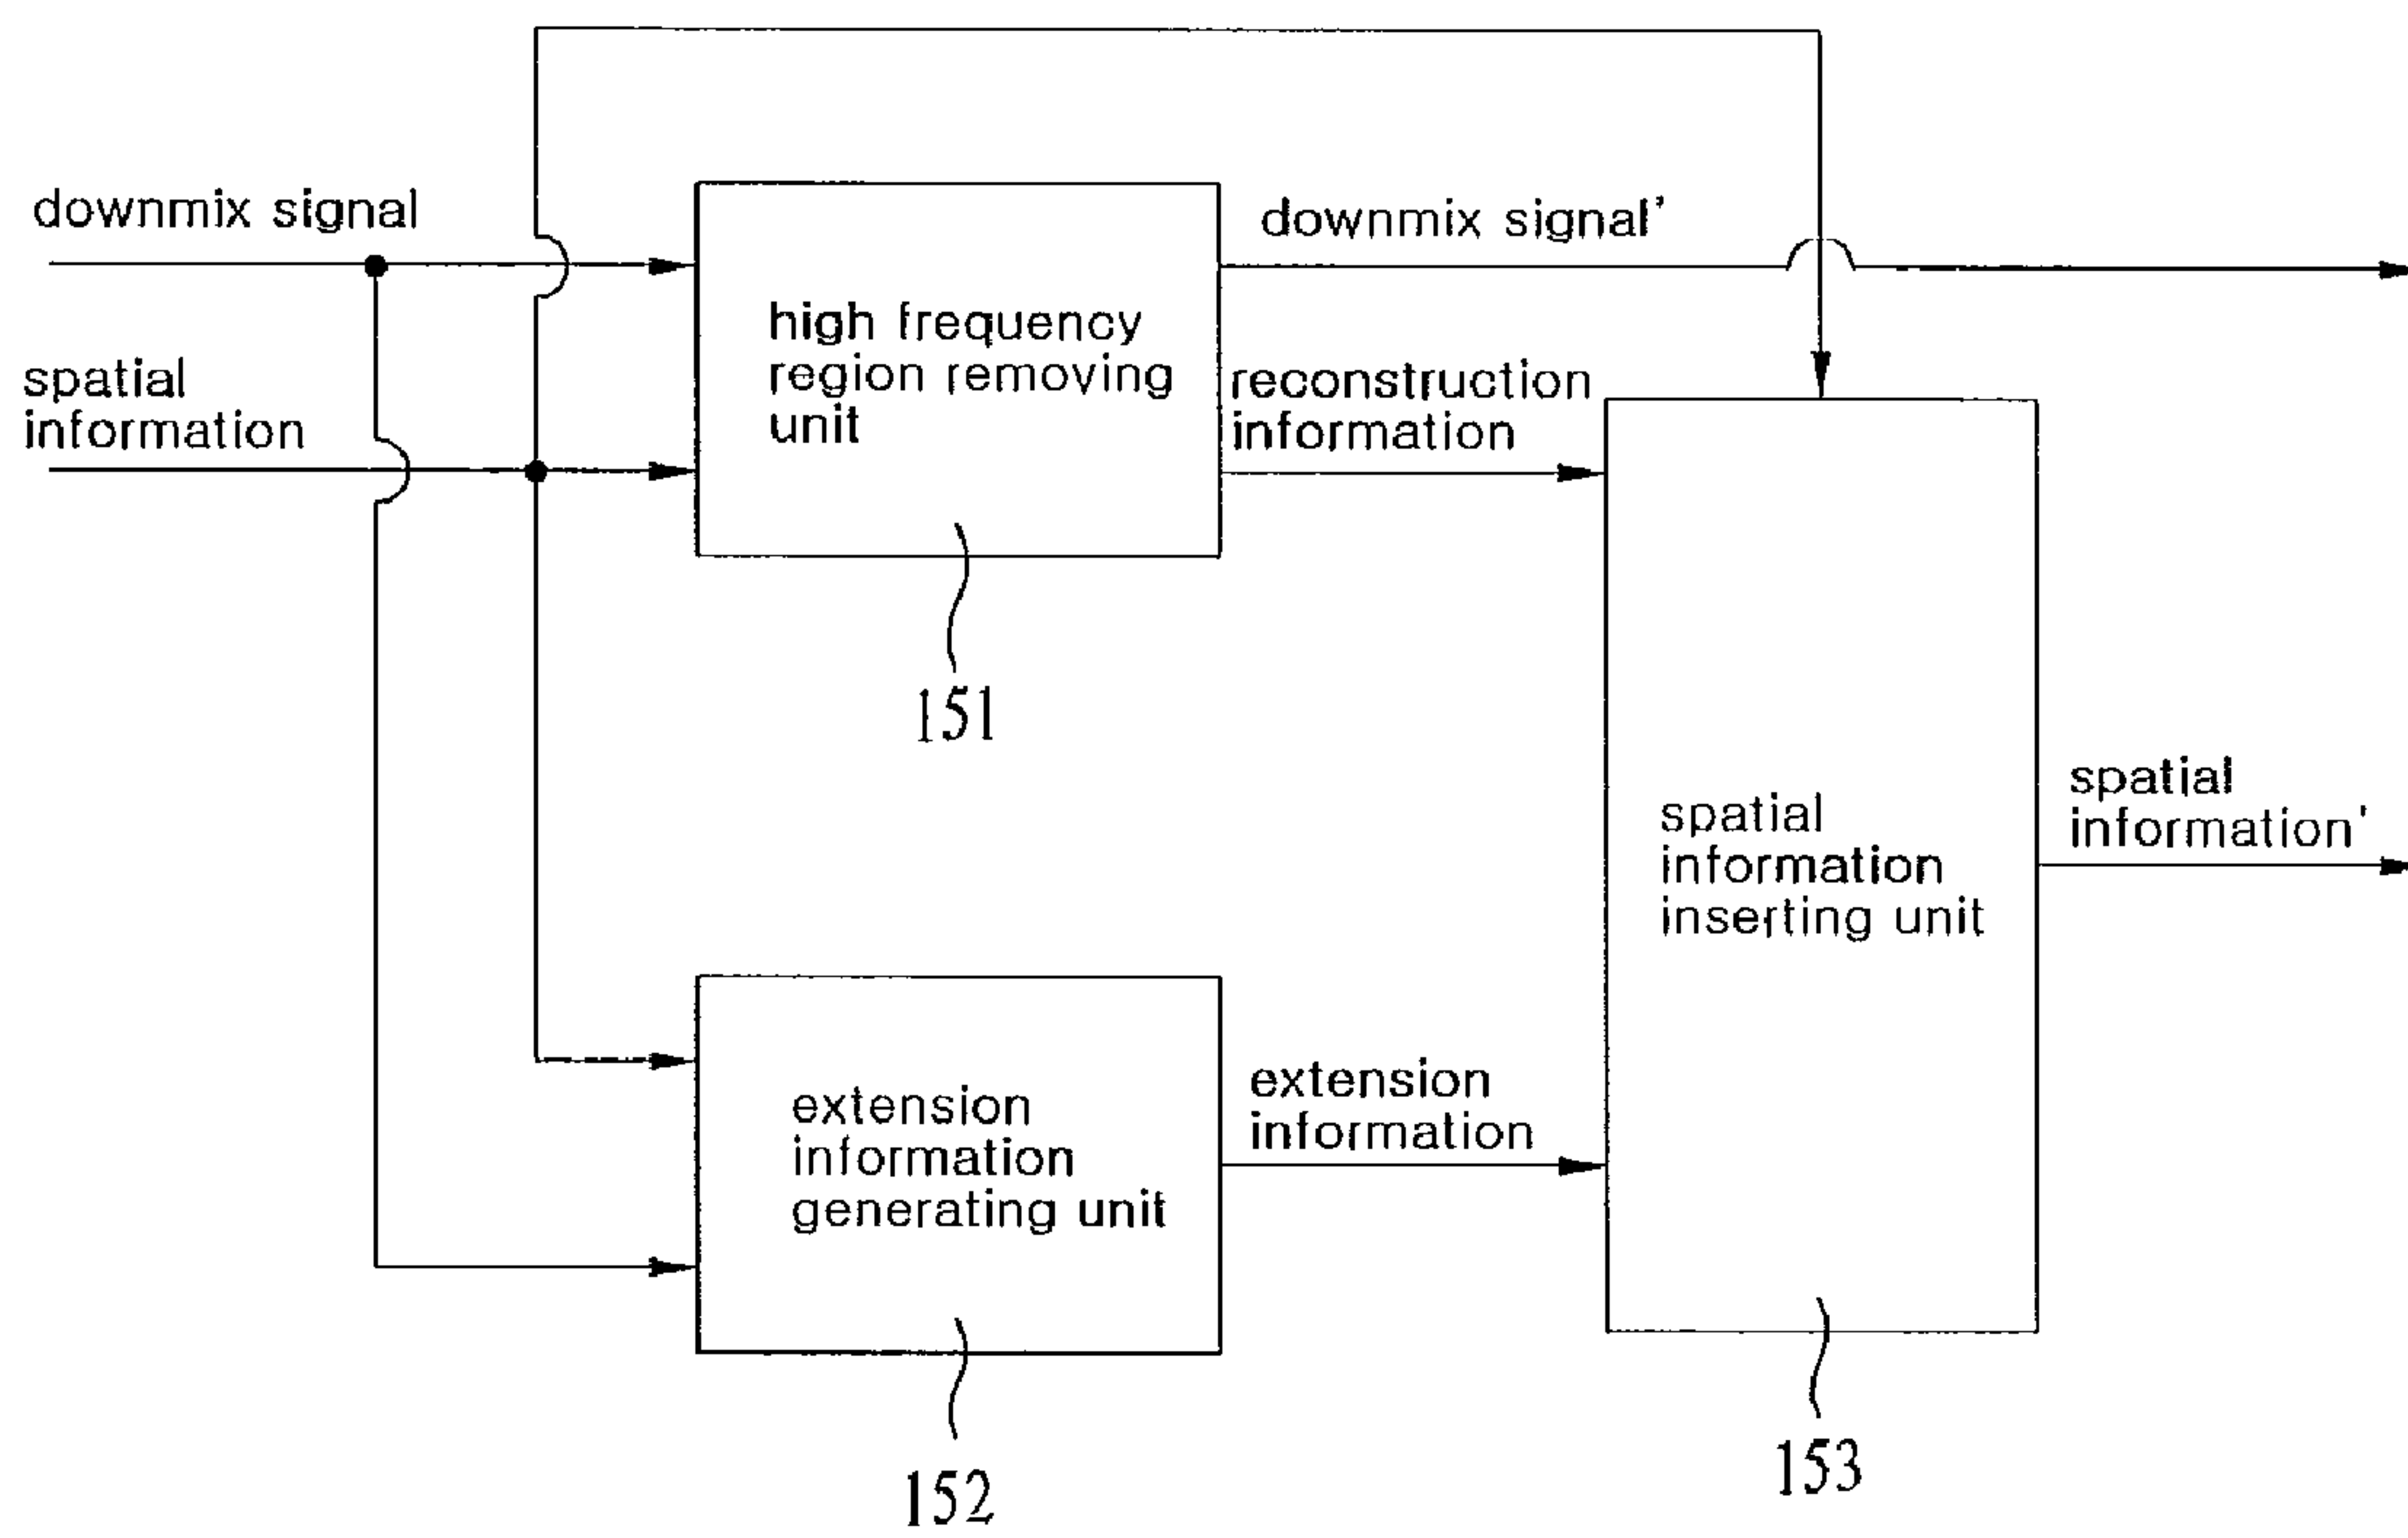 downmix signal
downmix signal'
high frequency
region removing
unit
spatial
information
reconstruction
information
151
spatial
information
inserting unit
spatial
information'
extension
information
generating unit
extension
information
152
153